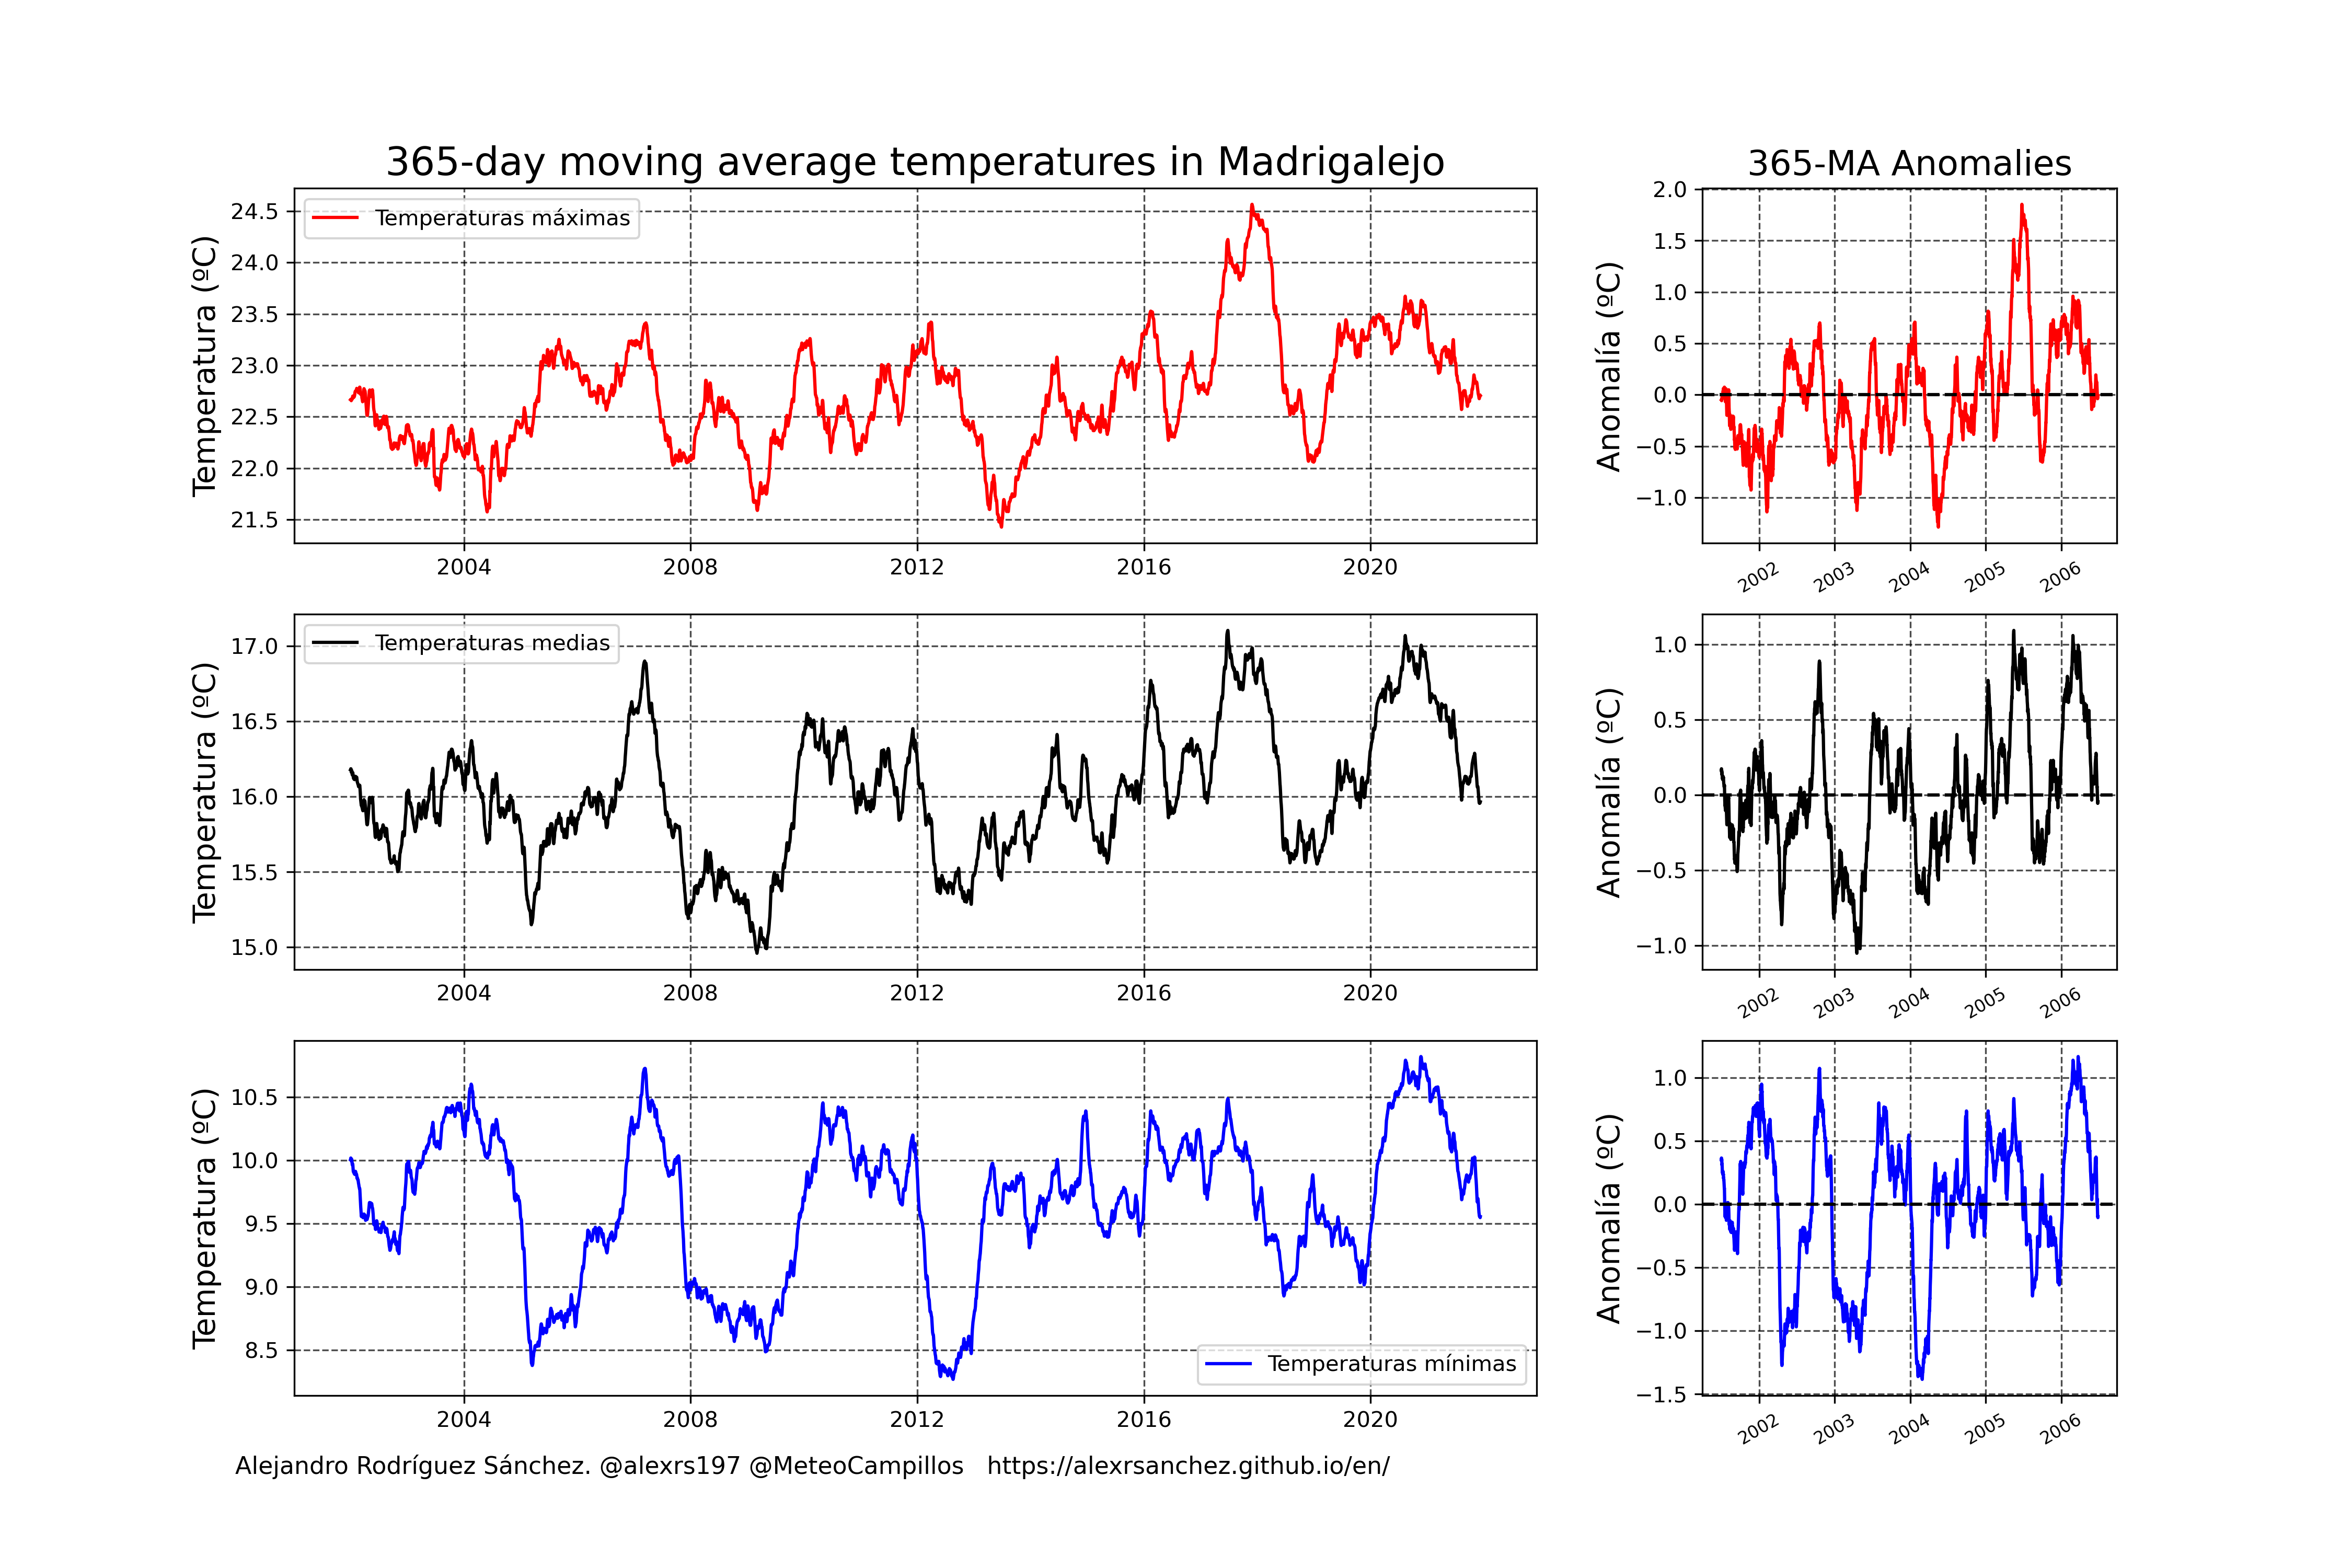 365-day moving average temperatures in Madrigalejo
Temperatura (ºC)
24.5
24.0
23.5
23.0
22.5
22.0
21.5
Temperaturas máximas
2004 2008 2012 2016 2020
365-MA Anomalies
Anomalía (ºC)
2.0
1.5
1.0
0.5
0.0
−0.5
−1.0
2002 2003 2004 2005 2006
Temperatura (ºC)
17.0
16.5
16.0
15.5
15.0
Temperaturas medias
2004 2008 2012 2016 2020
Anomalía (ºC)
1.0
0.5
0.0
−0.5
−1.0
2002 2003 2004 2005 2006
Temperatura (ºC)
10.5
10.0
9.5
9.0
8.5
Temperaturas mínimas
2004 2008 2012 2016 2020
Anomalía (ºC)
1.0
0.5
0.0
−0.5
−1.0
−1.5
2002 2003 2004 2005 2006
Alejandro Rodríguez Sánchez. @alexrs197 @MeteoCampillos https://alexrsanchez.github.io/en/